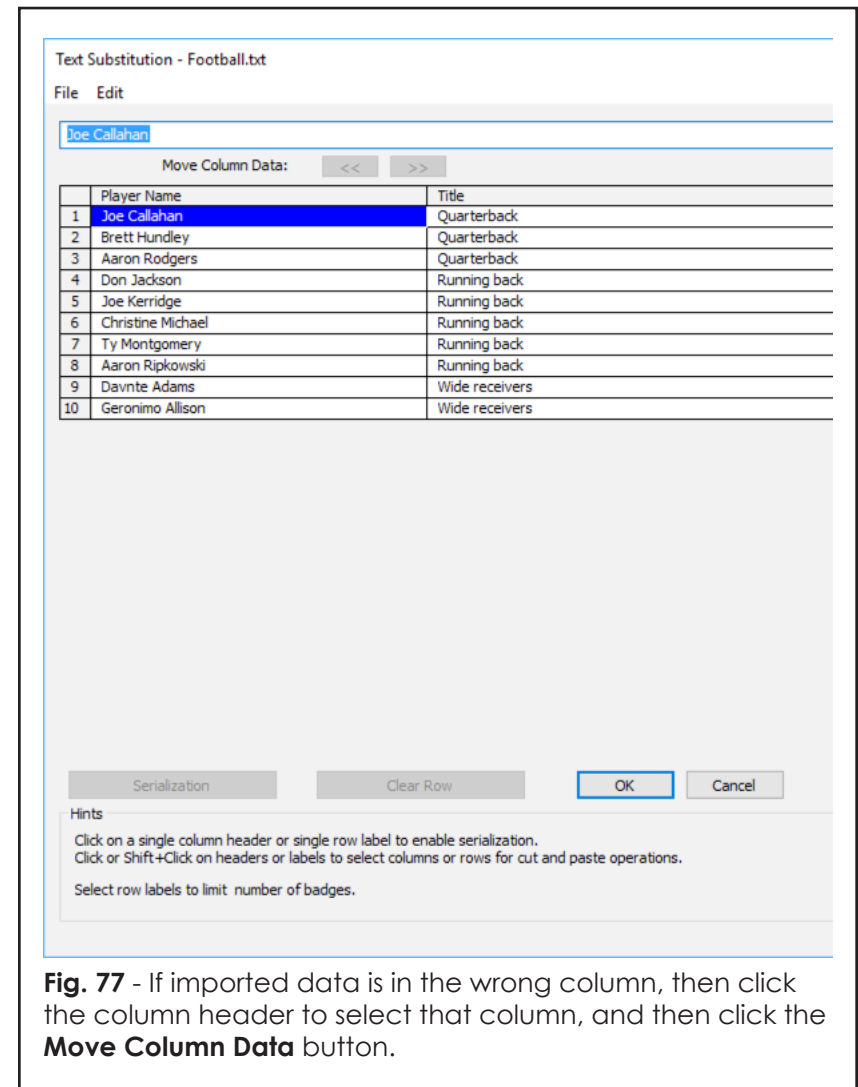 Text Substitution - Football.txt
File Edit
Joe Callahan
Move Column Data: << >>
Player Name Title
1 Joe Callahan Quarterback
2 Brett Hundley Quarterback
3 Aaron Rodgers Quarterback
4 Don Jackson Running back
5 Joe Kerridge Running back
6 Christine Michael Running back
7 Ty Montgomery Running back
8 Aaron Ripkowski Running back
9 Davnte Adams Wide receivers
10 Geronimo Allison Wide receivers
Serialization Clear Row OK Cancel
Hints
Click on a single column header or single row label to enable serialization.
Click or Shift+Click on headers or labels to select columns or rows for cut and paste operations.
Select row labels to limit number of badges.
Fig. 77 - If imported data is in the wrong column, then click
the column header to select that column, and then click the
Move Column Data button.